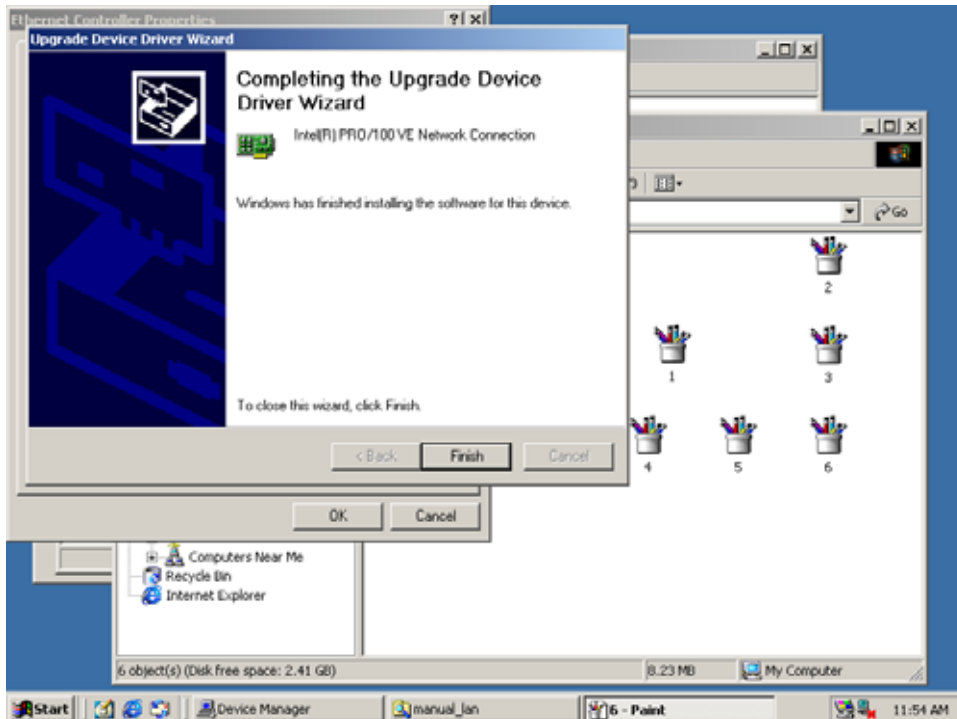 Ethernet Controller Properties
Upgrade Device Driver Wizard
Completing the Upgrade Device
Driver Wizard
Intel(R) PRO/100 VE Network Connection
Windows has finished installing the software for this device.
To close this wizard, click Finish.
< Back
Finish
Cancel
OK
Cancel
Go
2
1
3
4
5
6
Computers Near Me
Recycle Bin
Internet Explorer
6 object(s) (Disk free space: 2.41 GB)
8.23 MB
My Computer
Start
Device Manager
manual_lan
6 - Paint
11:54 AM